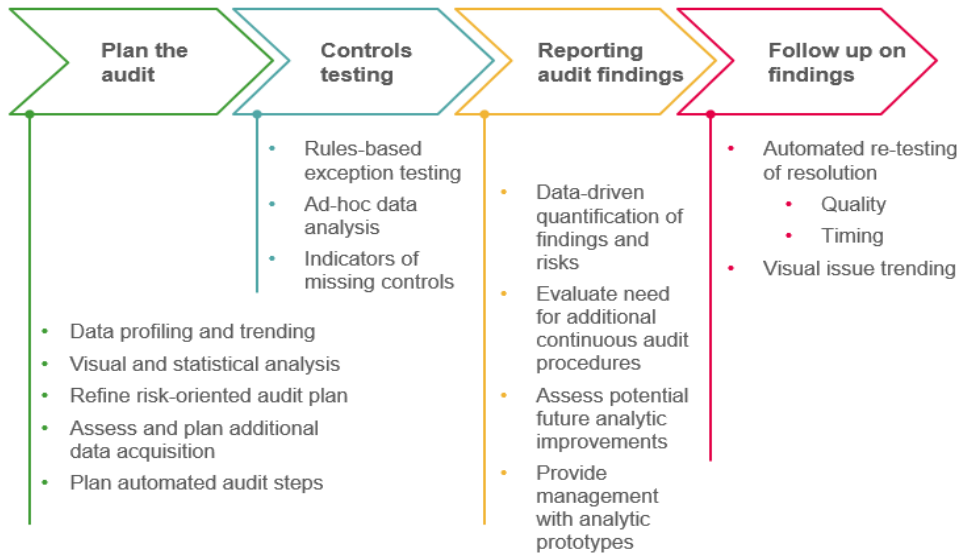 Plan the
audit
Controls
testing
Reporting
audit findings
Follow up on
findings
• Data profiling and trending
• Visual and statistical analysis
• Refine risk-oriented audit plan
• Assess and plan additional
data acquisition
• Plan automated audit steps
• Rules-based
exception testing
• Ad-hoc data
analysis
• Indicators of
missing controls
• Data-driven
quantification of
findings and
risks
• Evaluate need
for additional
continuous audit
procedures
• Assess potential
future analytic
improvements
• Provide
management
with analytic
prototypes
• Automated re-testing
of resolution
• Quality
• Timing
• Visual issue trending